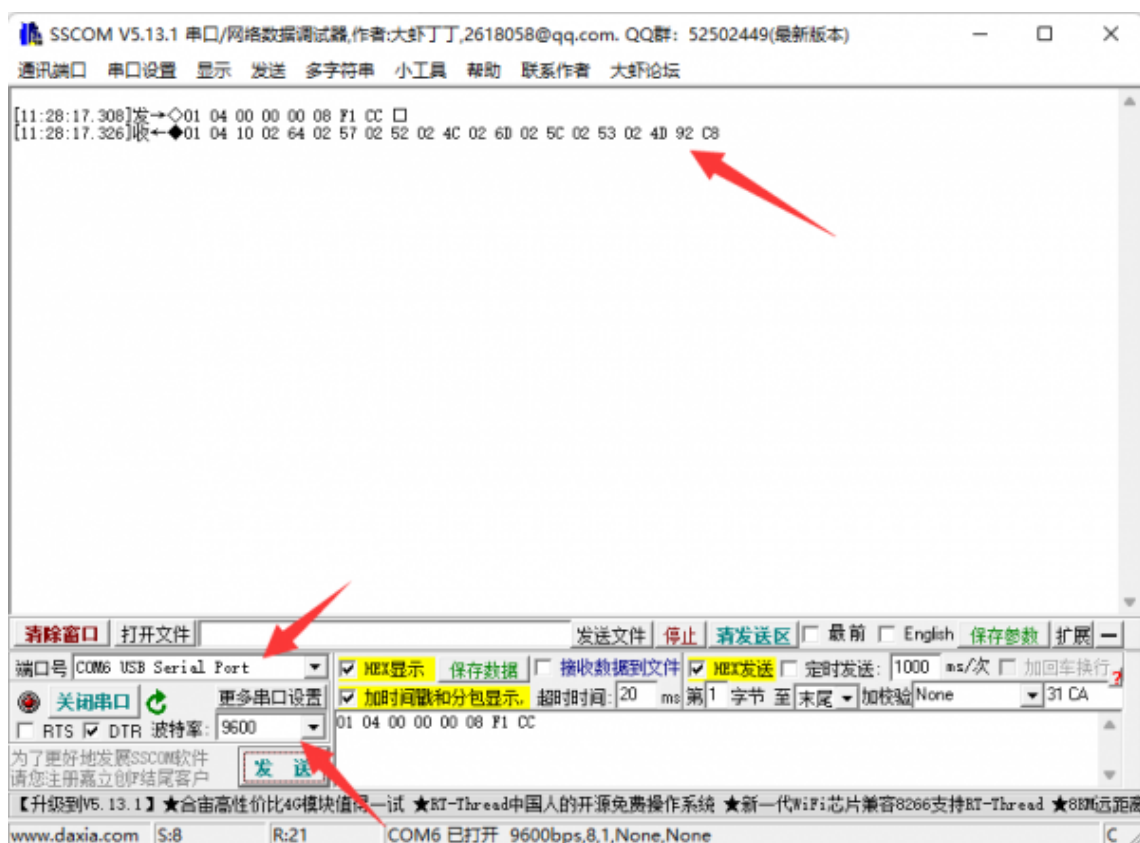 SSCOM V5.13.1 串口/网络数据调试器,作者:大虾丁丁,2618058@qq.com. QQ群: 52502449(最新版本)
通讯端口 串口设置 显示 发送 多字符串 小工具 帮助 联系作者 大虾论坛
[11:28:17.308]发→◇01 04 00 00 00 08 F1 CC □
[11:28:17.326]收←◆01 04 10 02 64 02 57 02 52 02 4C 02 6D 02 5C 02 53 02 4D 92 C8
清除窗口 打开文件 发送文件 停止 清发送区 最前 English 保存参数 扩展 —
端口号 COM6 USB Serial Port HEX显示 保存数据 接收数据到文件 HEX发送 定时发送: 1000 ms/次 加回车换行
关闭串口 更多串口设置 加时间戳和分包显示, 超时时间: 20 ms 第1 字节 至 末尾 加校验 None 31 CA
RTS DTR 波特率: 9600
01 04 00 00 00 08 F1 CC
为了更好地发展SSCOM软件
请您注册嘉立创F结尾客户
发 送
【升级到V5.13.1】★合宙高性价比4G模块值得一试 ★RT-Thread中国人的开源免费操作系统 ★新一代WiFi芯片兼容8266支持RT-Thread ★8KM远距离
www.daxia.com S:8 R:21 COM6 已打开 9600bps,8,1,None,None